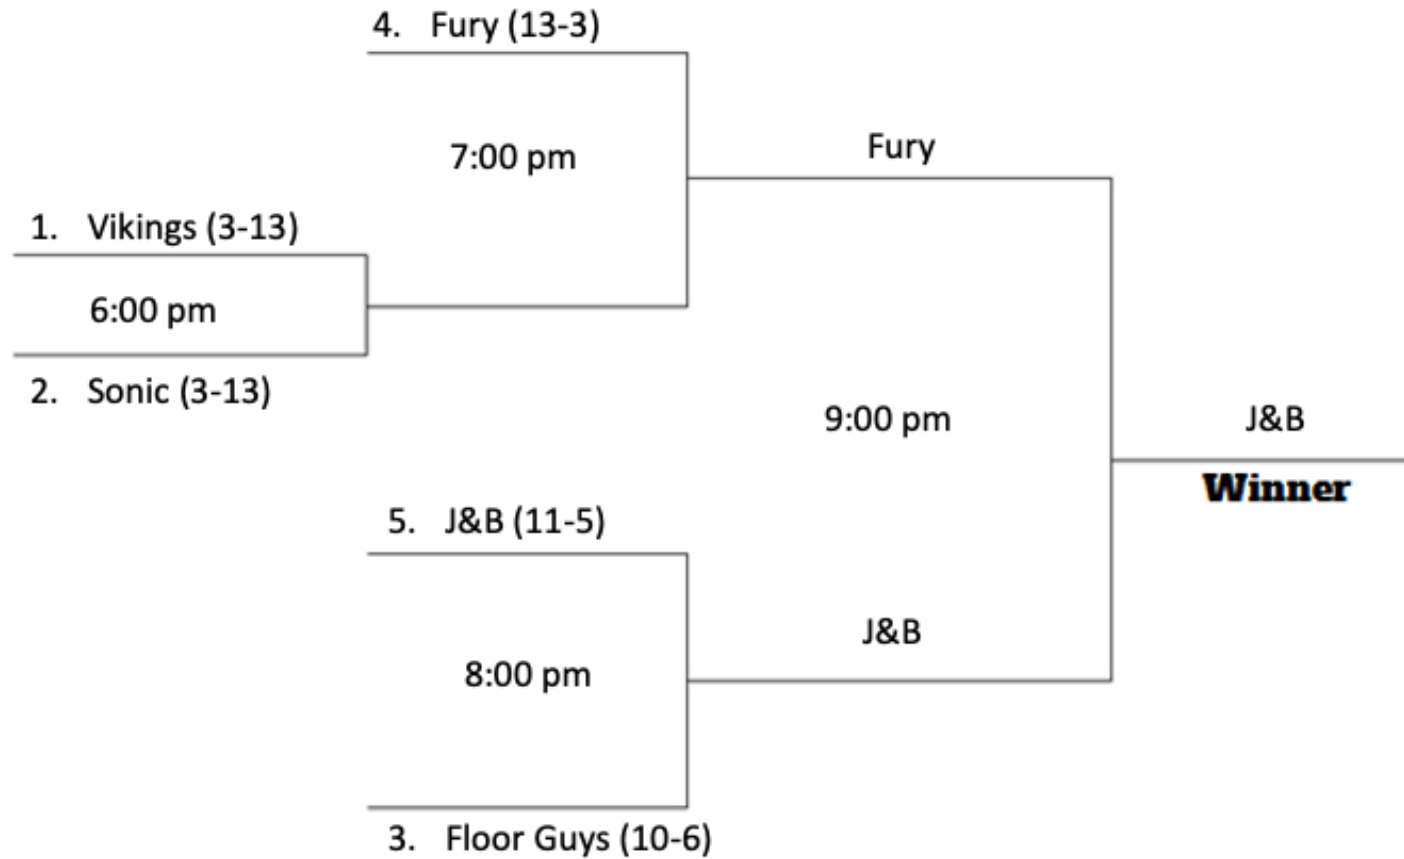 4. Fury (13-3)
7:00 pm
Fury
1. Vikings (3-13)
6:00 pm
2. Sonic (3-13)
9:00 pm
J&B
Winner
5. J&B (11-5)
8:00 pm
J&B
3. Floor Guys (10-6)